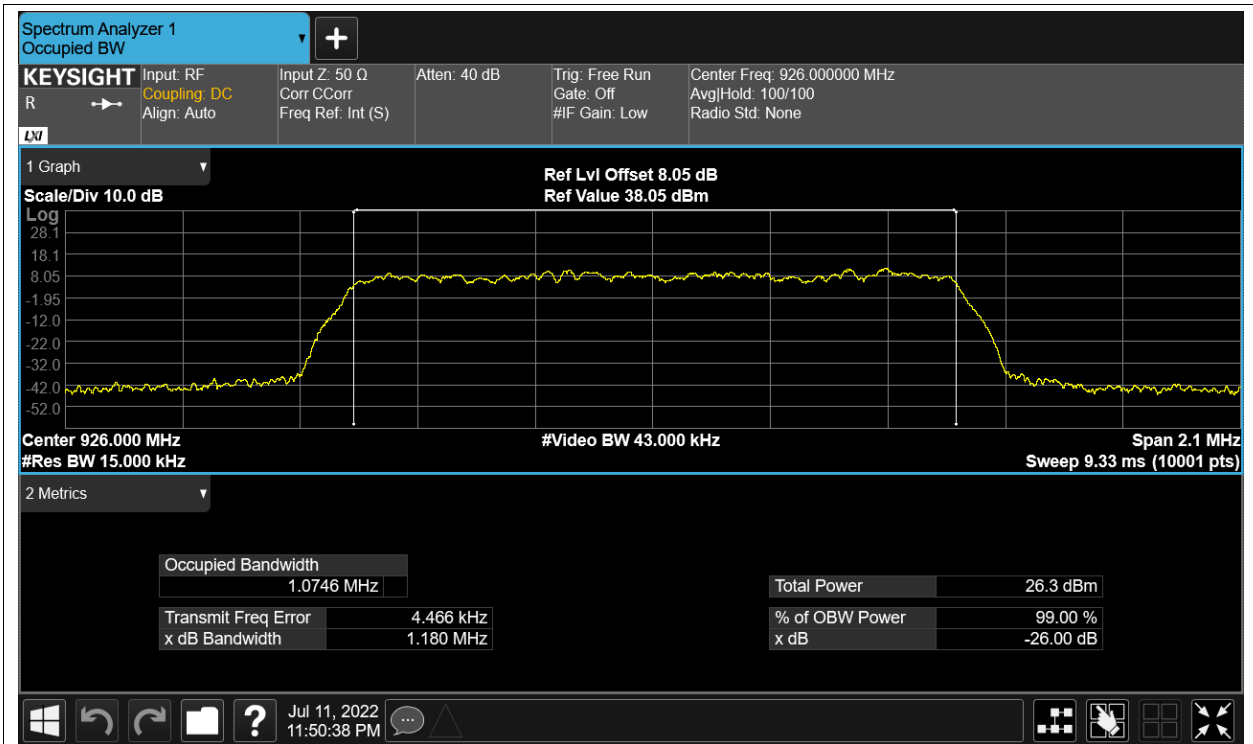 Spectrum Analyzer 1
Occupied BW
KEYSIGHT
R
LXI
Input: RF
Coupling: DC
Align: Auto
Input Z: 50 Ω
Corr CCorr
Freq Ref: Int (S)
Atten: 40 dB
Trig: Free Run
Gate: Off
#IF Gain: Low
Center Freq: 926.000000 MHz
Avg|Hold: 100/100
Radio Std: None
1 Graph
Scale/Div 10.0 dB
Ref Lvl Offset 8.05 dB
Ref Value 38.05 dBm
Log
28.1
18.1
8.05
-1.95
-12.0
-22.0
-32.0
-42.0
-52.0
Center 926.000 MHz
#Video BW 43.000 kHz
Span 2.1 MHz
#Res BW 15.000 kHz
Sweep 9.33 ms (10001 pts)
2 Metrics
Occupied Bandwidth
1.0746 MHz
Transmit Freq Error 4.466 kHz
x dB Bandwidth 1.180 MHz
Total Power 26.3 dBm
% of OBW Power 99.00 %
x dB -26.00 dB
?
Jul 11, 2022
11:50:38 PM